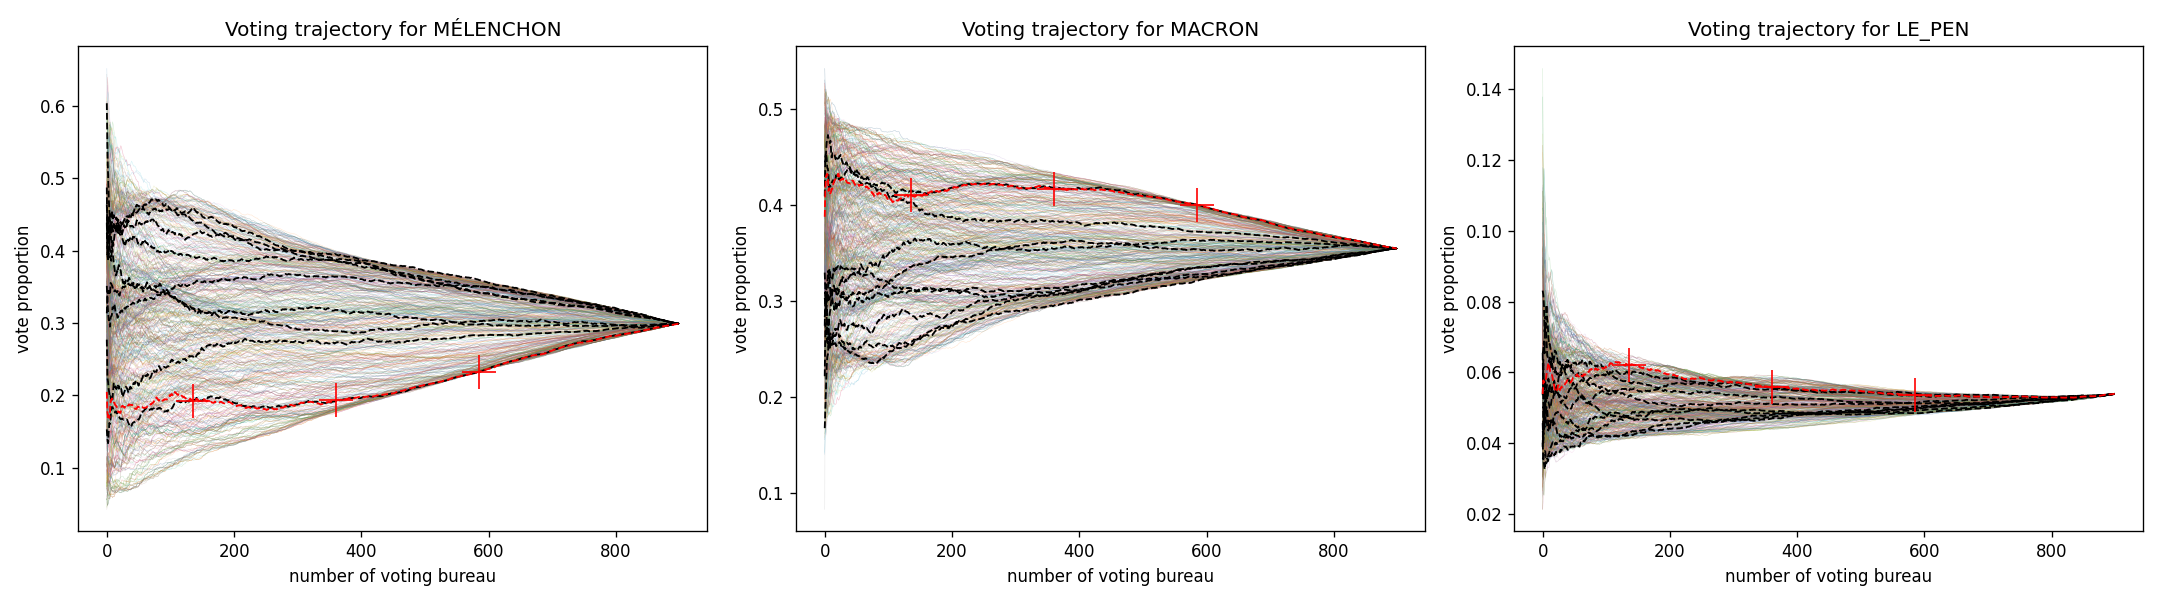 Voting trajectory for MÉLENCHON
vote proportion
0.6
0.5
0.4
0.3
0.2
0.1
0 200 400 600 800
number of voting bureau
Voting trajectory for MACRON
vote proportion
0.5
0.4
0.3
0.2
0.1
0 200 400 600 800
number of voting bureau
Voting trajectory for LE_PEN
vote proportion
0.14
0.12
0.10
0.08
0.06
0.04
0.02
0 200 400 600 800
number of voting bureau